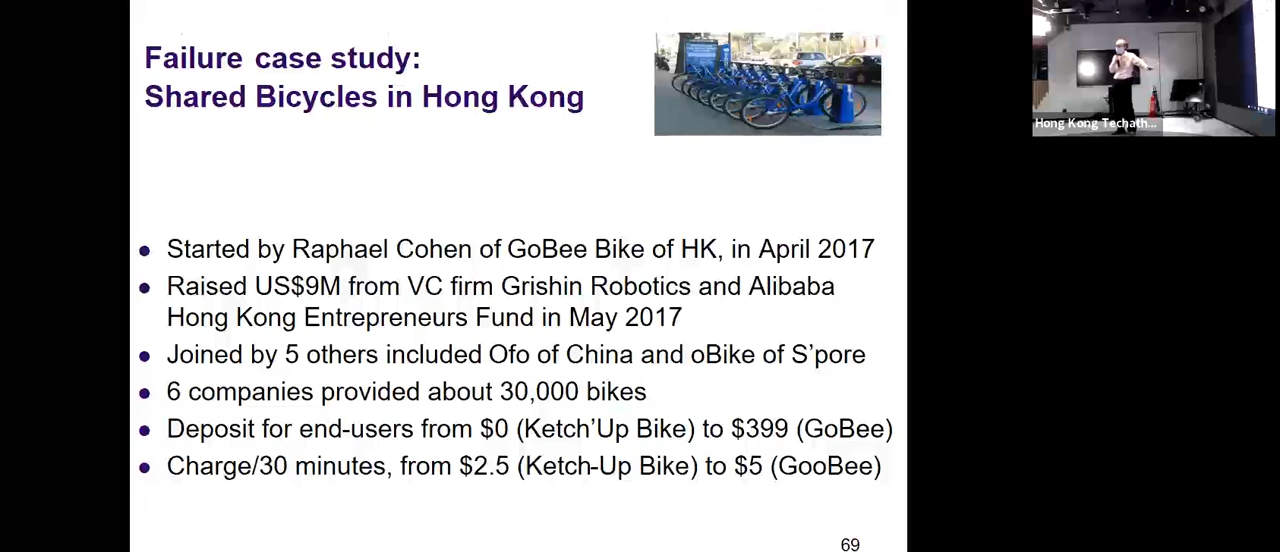 Failure case study:
Shared Bicycles in Hong Kong
Hong Kong Techath...
● Started by Raphael Cohen of GoBee Bike of HK, in April 2017
● Raised US$9M from VC firm Grishin Robotics and Alibaba
Hong Kong Entrepreneurs Fund in May 2017
● Joined by 5 others included Ofo of China and oBike of S'pore
● 6 companies provided about 30,000 bikes
● Deposit for end-users from $0 (Ketch'Up Bike) to $399 (GoBee)
● Charge/30 minutes, from $2.5 (Ketch-Up Bike) to $5 (GooBee)
69